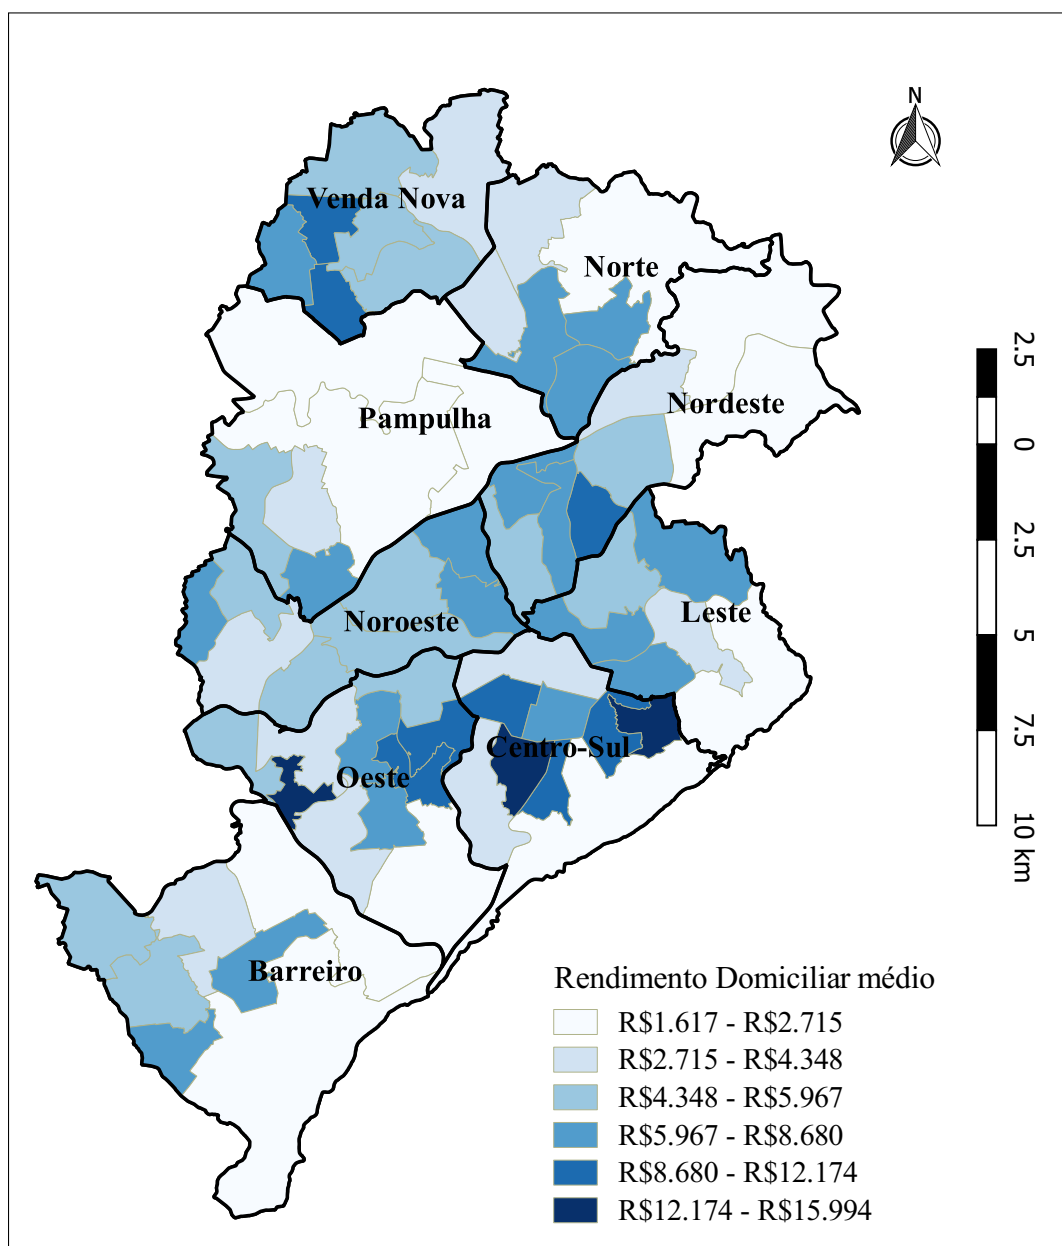 N
Venda Nova
Norte
Pampulha
Nordeste
Noroeste
Leste
Centro-Sul
Oeste
Barreiro
2.5
0
2.5
5
7.5
10 km
Rendimento Domiciliar médio
R$1.617 - R$2.715
R$2.715 - R$4.348
R$4.348 - R$5.967
R$5.967 - R$8.680
R$8.680 - R$12.174
R$12.174 - R$15.994